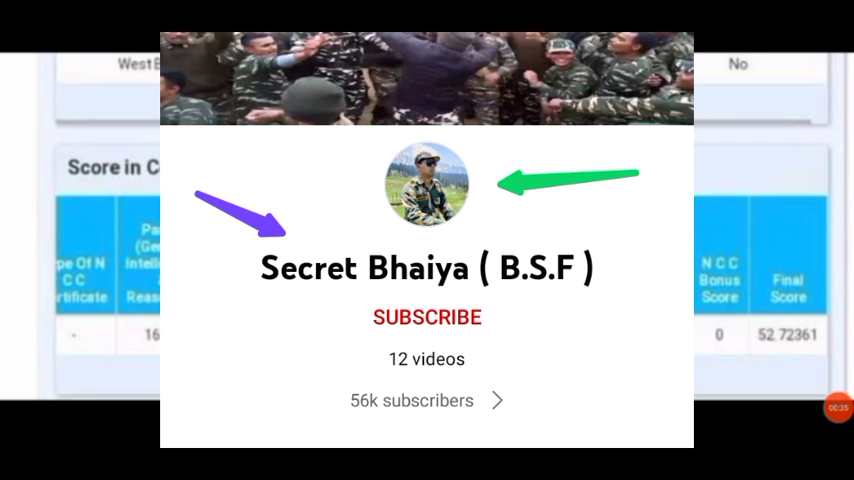 West
No
Score in C
Pa
(Ge
pe Of N
Intelli
C C
rtificate
Reas
N C C
Bonus
Score
Final
Score
-
16
0
52.72361
Secret Bhaiya ( B.S.F )
SUBSCRIBE
12 videos
56k subscribers
00:35